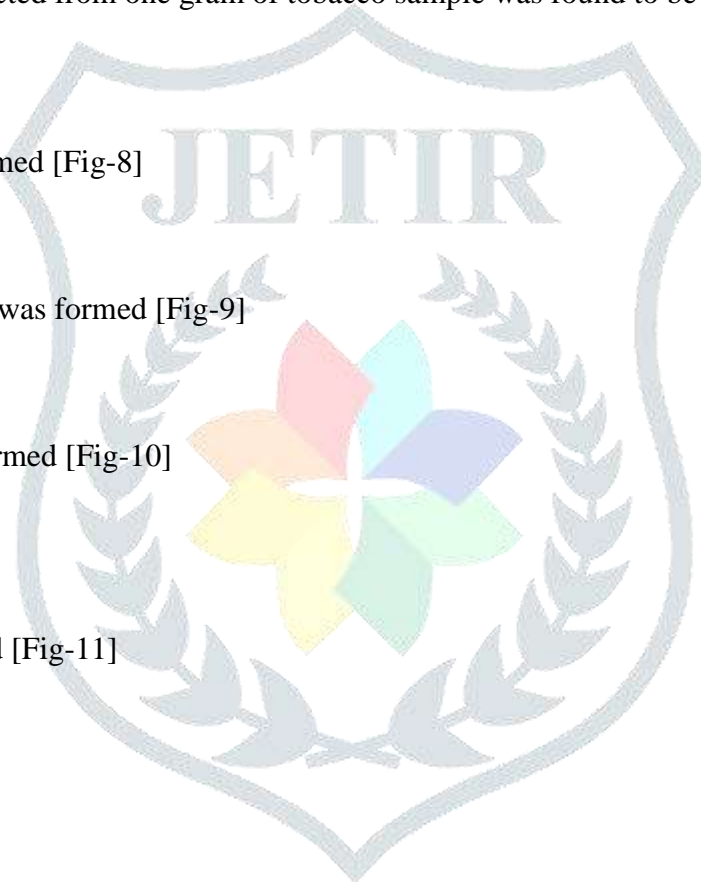 cted from one gram of tobacco sample was found to be
JETIR
med [Fig-8]
was formed [Fig-9]
rmed [Fig-10]
[Fig-11]